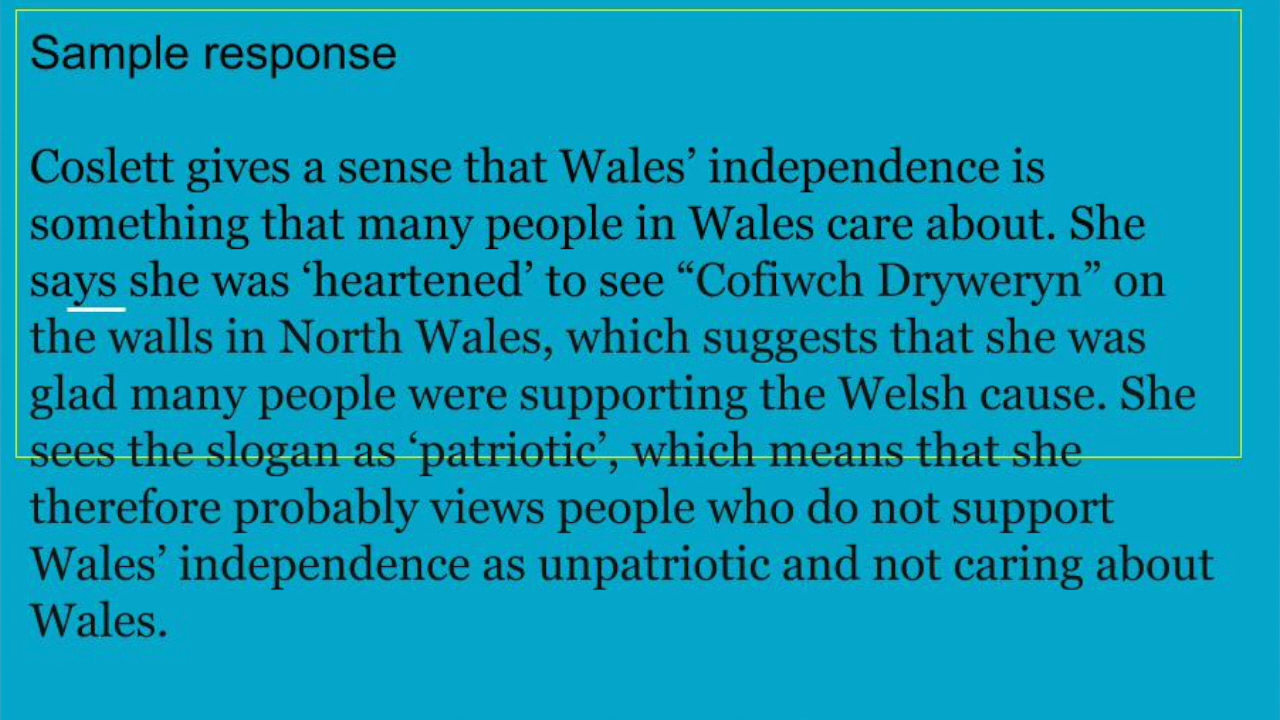 Sample response
Coslett gives a sense that Wales’ independence is
something that many people in Wales care about. She
says she was ‘heartened’ to see “Cofiwch Dryweryn” on
the walls in North Wales, which suggests that she was
glad many people were supporting the Welsh cause. She
sees the slogan as ‘patriotic’, which means that she
therefore probably views people who do not support
Wales’ independence as unpatriotic and not caring about
Wales.